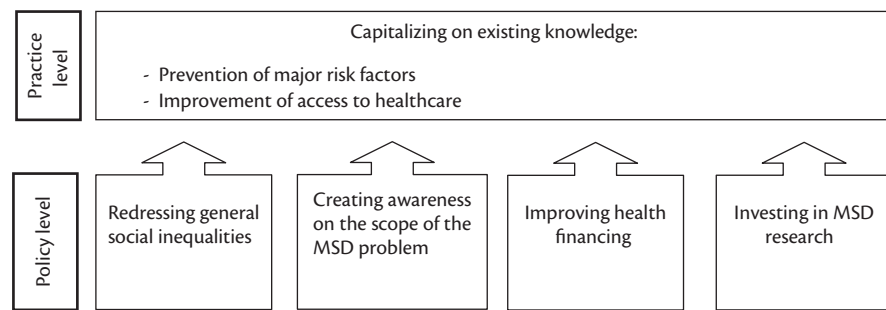 Practice
level
Capitalizing on existing knowledge:
- Prevention of major risk factors
- Improvement of access to healthcare
Policy level
Redressing general
social inequalities
Creating awareness
on the scope of the
MSD problem
Improving health
financing
Investing in MSD
research